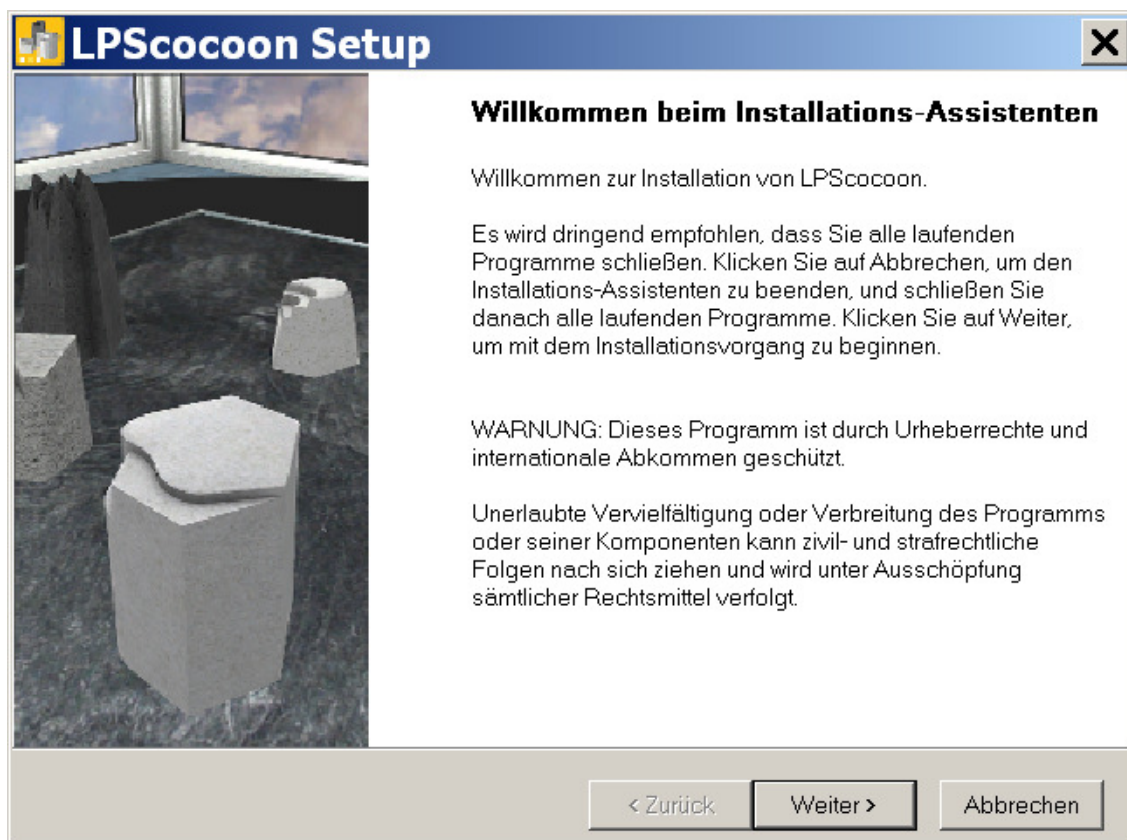 LPScocoon Setup
Willkommen beim Installations-Assistenten
Willkommen zur Installation von LPScocoon.
Es wird dringend empfohlen, dass Sie alle laufenden
Programme schließen. Klicken Sie auf Abbrechen, um den
Installations-Assistenten zu beenden, und schließen Sie
danach alle laufenden Programme. Klicken Sie auf Weiter,
um mit dem Installationsvorgang zu beginnen.
WARNUNG: Dieses Programm ist durch Urheberrechte und
internationale Abkommen geschützt.
Unerlaubte Vervielfältigung oder Verbreitung des Programms
oder seiner Komponenten kann zivil- und strafrechtliche
Folgen nach sich ziehen und wird unter Ausschöpfung
sämtlicher Rechtsmittel verfolgt.
< Zurück Weiter > Abbrechen